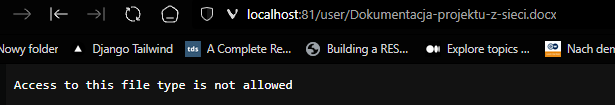 localhost:81/user/Dokumentacja-projektu-z-sieci.docx
Nowy folder Django Tailwind tds A Complete Re... Building a RES... Explore topics ... Nach den
Access to this file type is not allowed